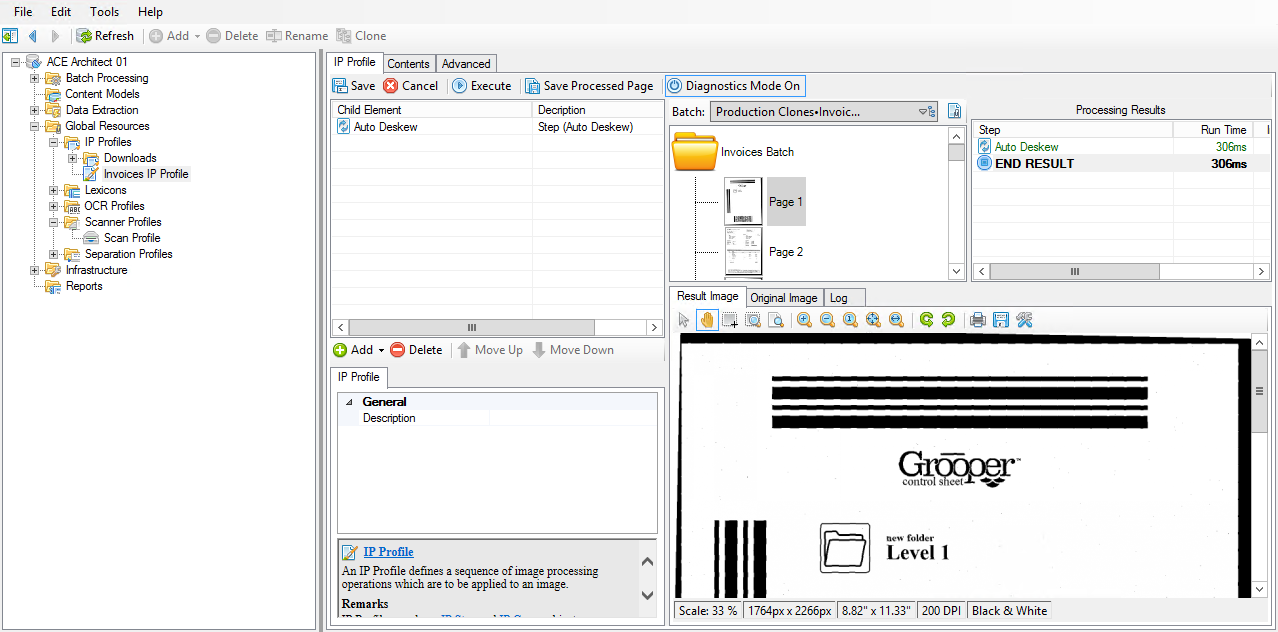 File Edit Tools Help
Refresh Add Delete Rename Clone
ACE Architect 01
Batch Processing
Content Models
Data Extraction
Global Resources
IP Profiles
Downloads
Invoices IP Profile
Lexicons
OCR Profiles
Scanner Profiles
Scan Profile
Separation Profiles
Infrastructure
Reports
IP Profile Contents Advanced
Save Cancel Execute Save Processed Page Diagnostics Mode On
Child Element Decription
Auto Deskew Step (Auto Deskew)
Add Delete Move Up Move Down
IP Profile
General
Description
IP Profile
An IP Profile defines a sequence of image processing
operations which are to be applied to an image.
Remarks
Batch: Production Clones•Invoic...
Invoices Batch
Page 1
Page 2
Processing Results
Step Run Time
Auto Deskew 306ms
END RESULT 306ms
Result Image Original Image Log
Grooper™
control sheet
new folder
Level 1
Scale: 33 % 1764px x 2266px 8.82" x 11.33" 200 DPI Black & White